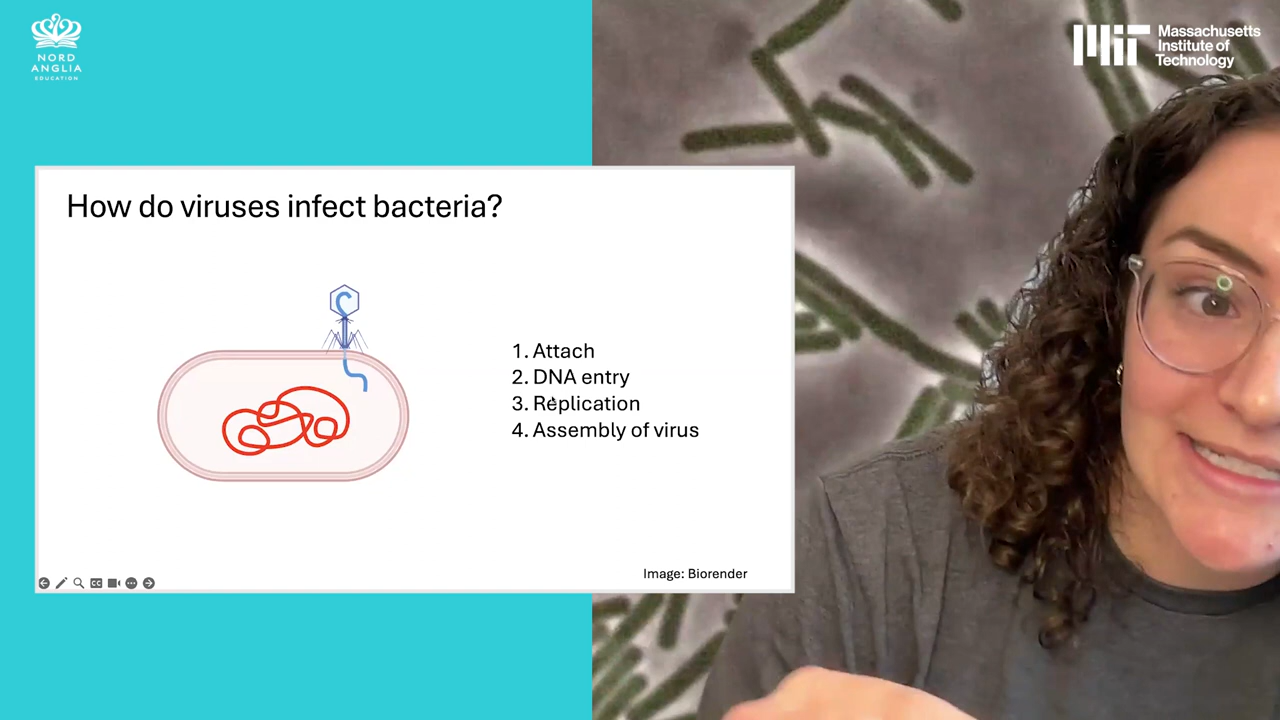 NORD
ANGLIA
EDUCATION
Massachusetts
Institute of
Technology
How do viruses infect bacteria?
1. Attach
2. DNA entry
3. Replication
4. Assembly of virus
Image: Biorender
CC